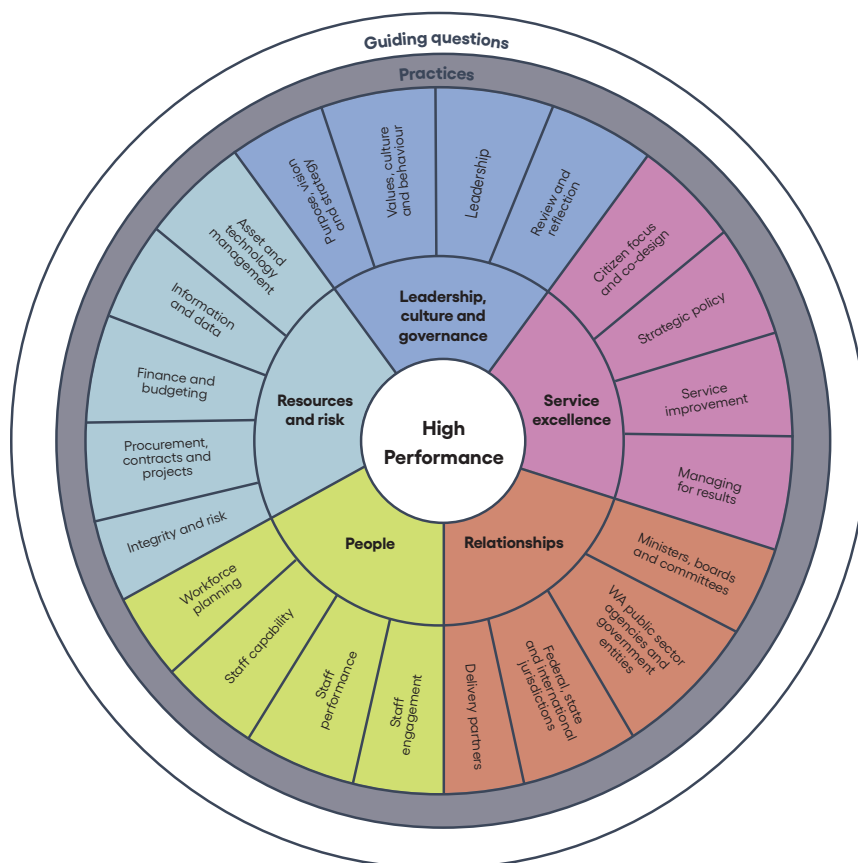 Guiding questions
Practices
Purpose, vision
and strategy
Values, culture
and behaviour
Leadership
Review and
reflection
Leadership,
culture and
governance
Citizen focus
and co-design
Strategic policy
Service
improvement
Managing
for results
Service
excellence
Ministers, boards
and committees
WA public sector
agencies and
government
entities
Federal, state
and international
jurisdictions
Delivery partners
Relationships
Staff
engagement
Staff
performance
Staff capability
Workforce
planning
People
Integrity and risk
Procurement,
contracts and
projects
Finance and
budgeting
Information
and data
Asset and
technology
management
Resources
and risk
High
Performance